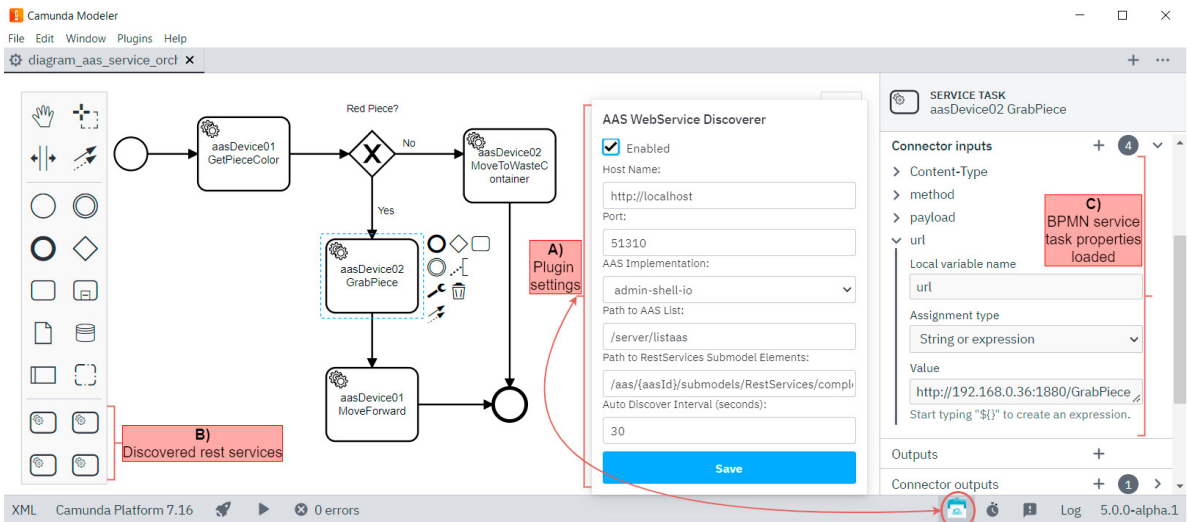 Camunda Modeler
File Edit Window Plugins Help
diagram_aas_service_orch
Red Piece?
aasDevice01
GetPieceColor
No
aasDevice02
MoveToWasteC
ontainer
Yes
aasDevice02
GrabPiece
aasDevice01
MoveForward
B)
Discovered rest services
A)
Plugin
settings
AAS WebService Discoverer
Enabled
Host Name:
http://localhost
Port:
51310
AAS Implementation:
admin-shell-io
Path to AAS List:
/server/listaas
Path to RestServices Submodel Elements:
/aas/{aasId}/submodels/RestServices/compl
Auto Discover Interval (seconds):
30
Save
SERVICE TASK
aasDevice02 GrabPiece
Connector inputs
4
Content-Type
method
payload
url
Local variable name
url
Assignment type
String or expression
Value
http://192.168.0.36:1880/GrabPiece
Start typing "${}" to create an expression.
C)
BPMN service
task properties
loaded
Outputs
Connector outputs
1
XML Camunda Platform 7.16 0 errors Log 5.0.0-alpha.1